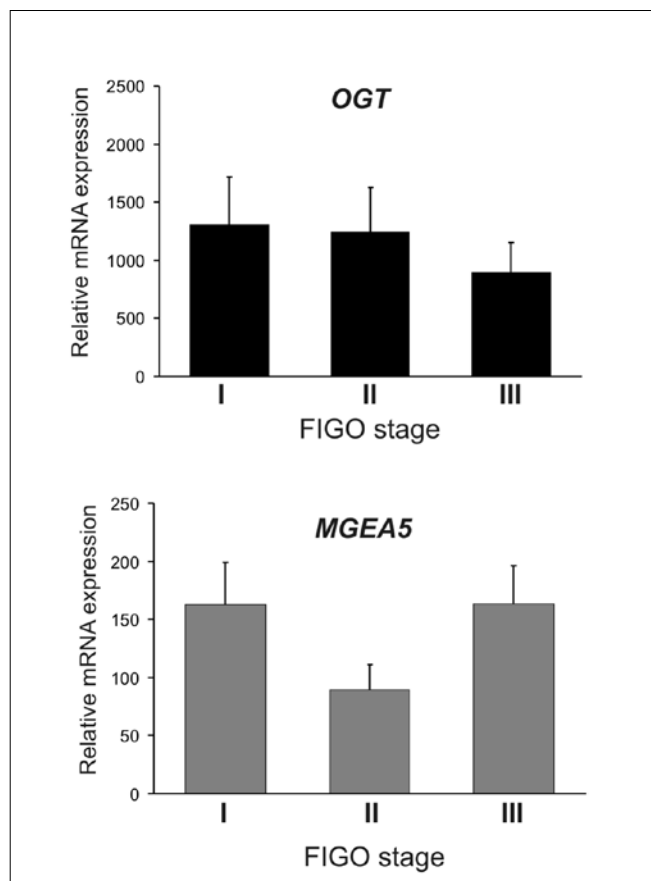 OGT
Relative mRNA expression
2500
2000
1500
1000
500
0
I II III
FIGO stage
MGEA5
Relative mRNA expression
250
200
150
100
50
0
I II III
FIGO stage